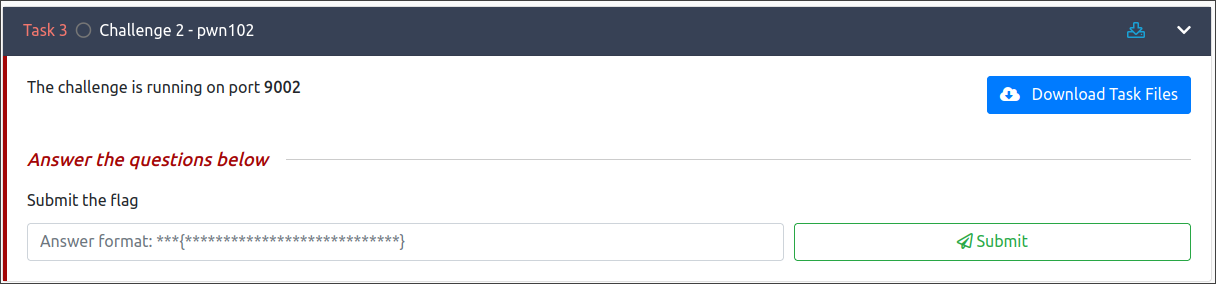 Task 3 Challenge 2 - pwn102
The challenge is running on port 9002
Download Task Files
Answer the questions below
Submit the flag
Answer format: ***{****************************}
Submit